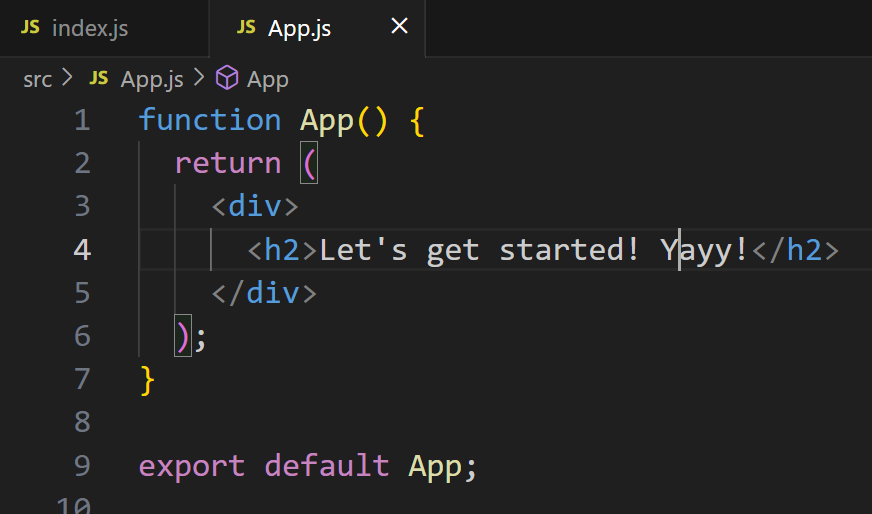 JS index.js JS App.js ×
src > JS App.js > App
1 function App() {
2   return (
3     <div>
4       <h2>Let's get started! Yayy!</h2>
5     </div>
6   );
7 }
8
9 export default App;
10